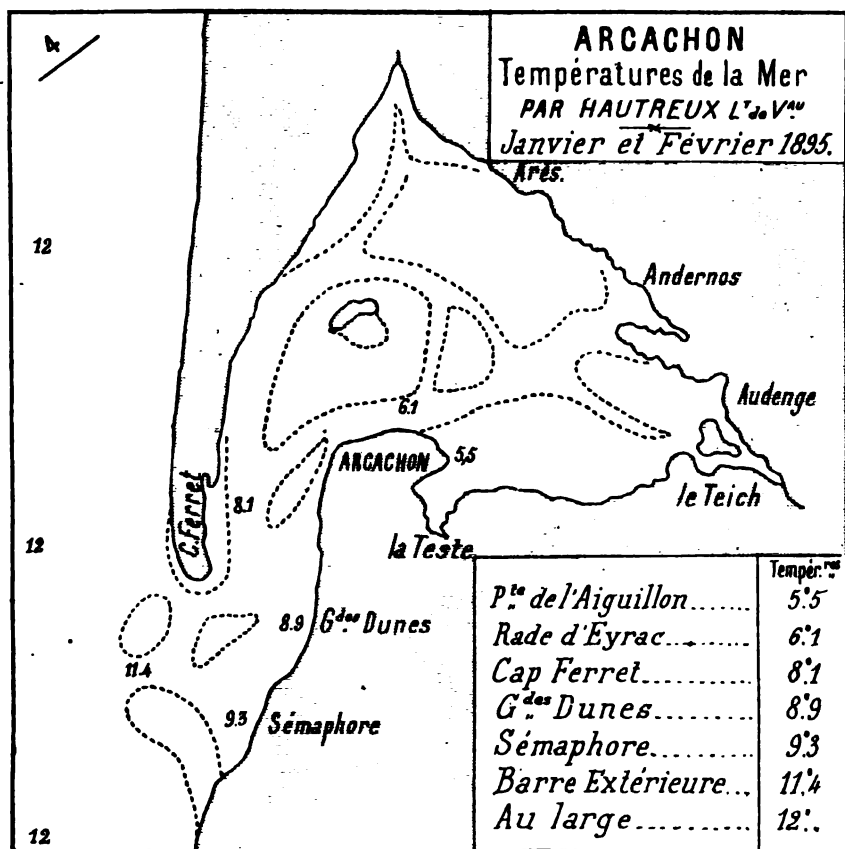 ARCACHON
Températures de la Mer
PAR HAUTREUX Lt de Vau
Janvier et Février 1895.
Arès.
12
Andernos
Audenge
6.1
ARCACHON
5,5
C. Ferret
8.1
le Teich
12
la Teste
8.9
Gdes Dunes
11.4
9.3
Sémaphore
12
Tempér.res
Pte de l'Aiguillon....... 5°5
Rade d'Eyrac....... 6°1
Cap Ferret....... 8°1
Gdes Dunes....... 8°9
Sémaphore....... 9°3
Barre Extérieure... 11°4
Au large....... 12°..